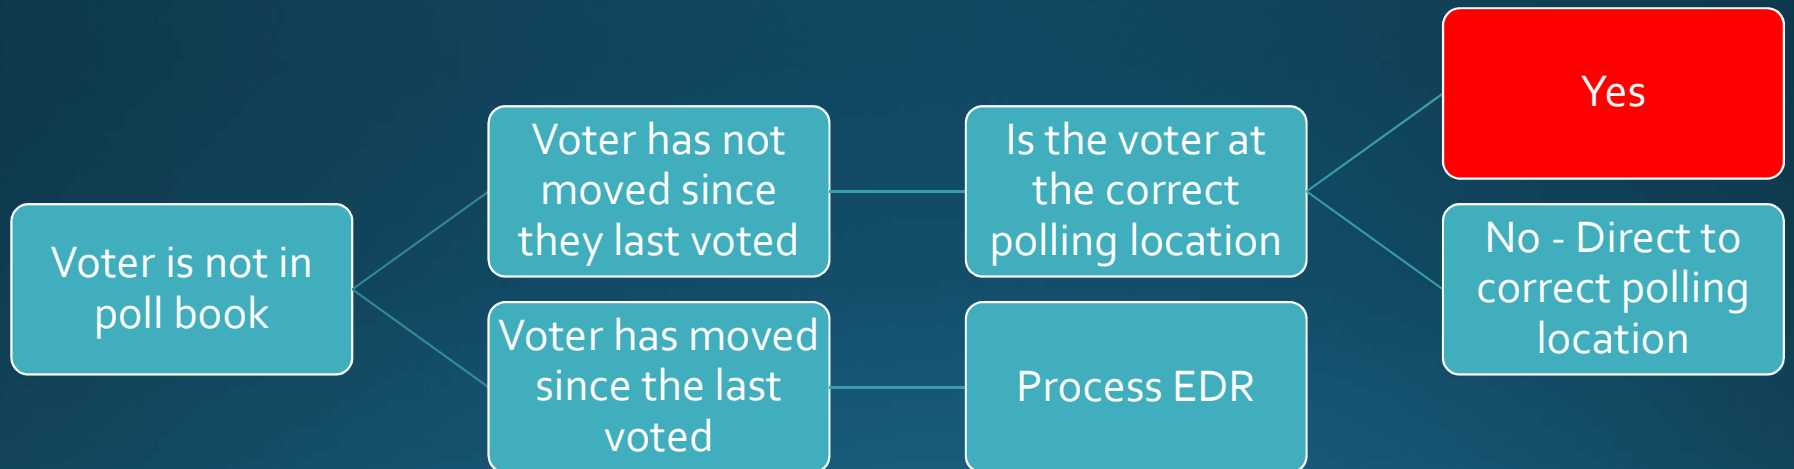 Voter is not in
poll book
Voter has not
moved since
they last voted
Is the voter at
the correct
polling location
Yes
No - Direct to
correct polling
location
Voter has moved
since the last
voted
Process EDR